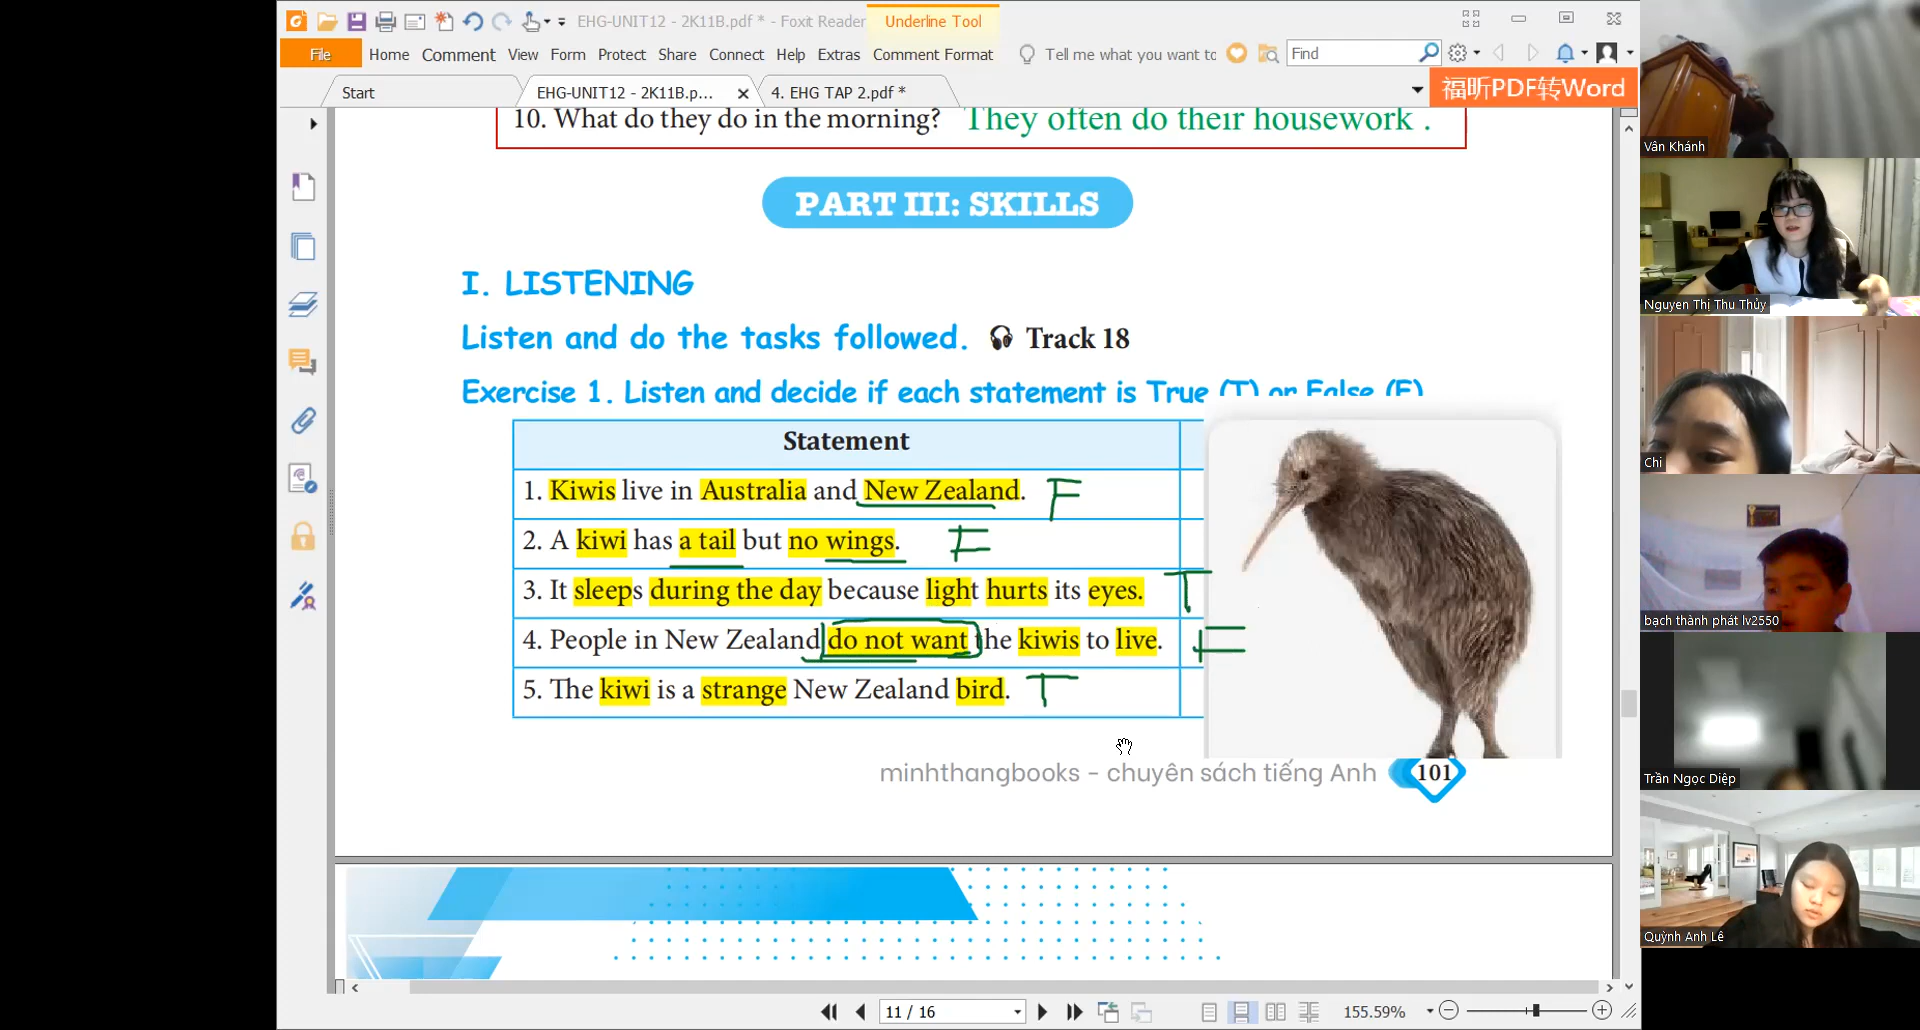 EHG-UNIT12 - 2K11B.pdf * - Foxit Reader
Underline Tool
File Home Comment View Form Protect Share Connect Help Extras Comment Format Tell me what you want to Find
Start EHG-UNIT12 - 2K11B.p... 4. EHG TAP 2.pdf *
福昕PDF转Word
10. What do they do in the morning? They often do their housework .
PART III: SKILLS
I. LISTENING
Listen and do the tasks followed. Track 18
Exercise 1. Listen and decide if each statement is True (T) or False (F)
Statement
1. Kiwis live in Australia and New Zealand. F
2. A kiwi has a tail but no wings. F
3. It sleeps during the day because light hurts its eyes. T
4. People in New Zealand do not want the kiwis to live. F
5. The kiwi is a strange New Zealand bird. T
minhthangbooks - chuyên sách tiếng Anh 101
11 / 16
155.59%
Vân Khánh
Nguyen Thị Thu Thủy
Chi
bạch thành phát lv2550
Trần Ngọc Diệp
Quỳnh Anh Lê